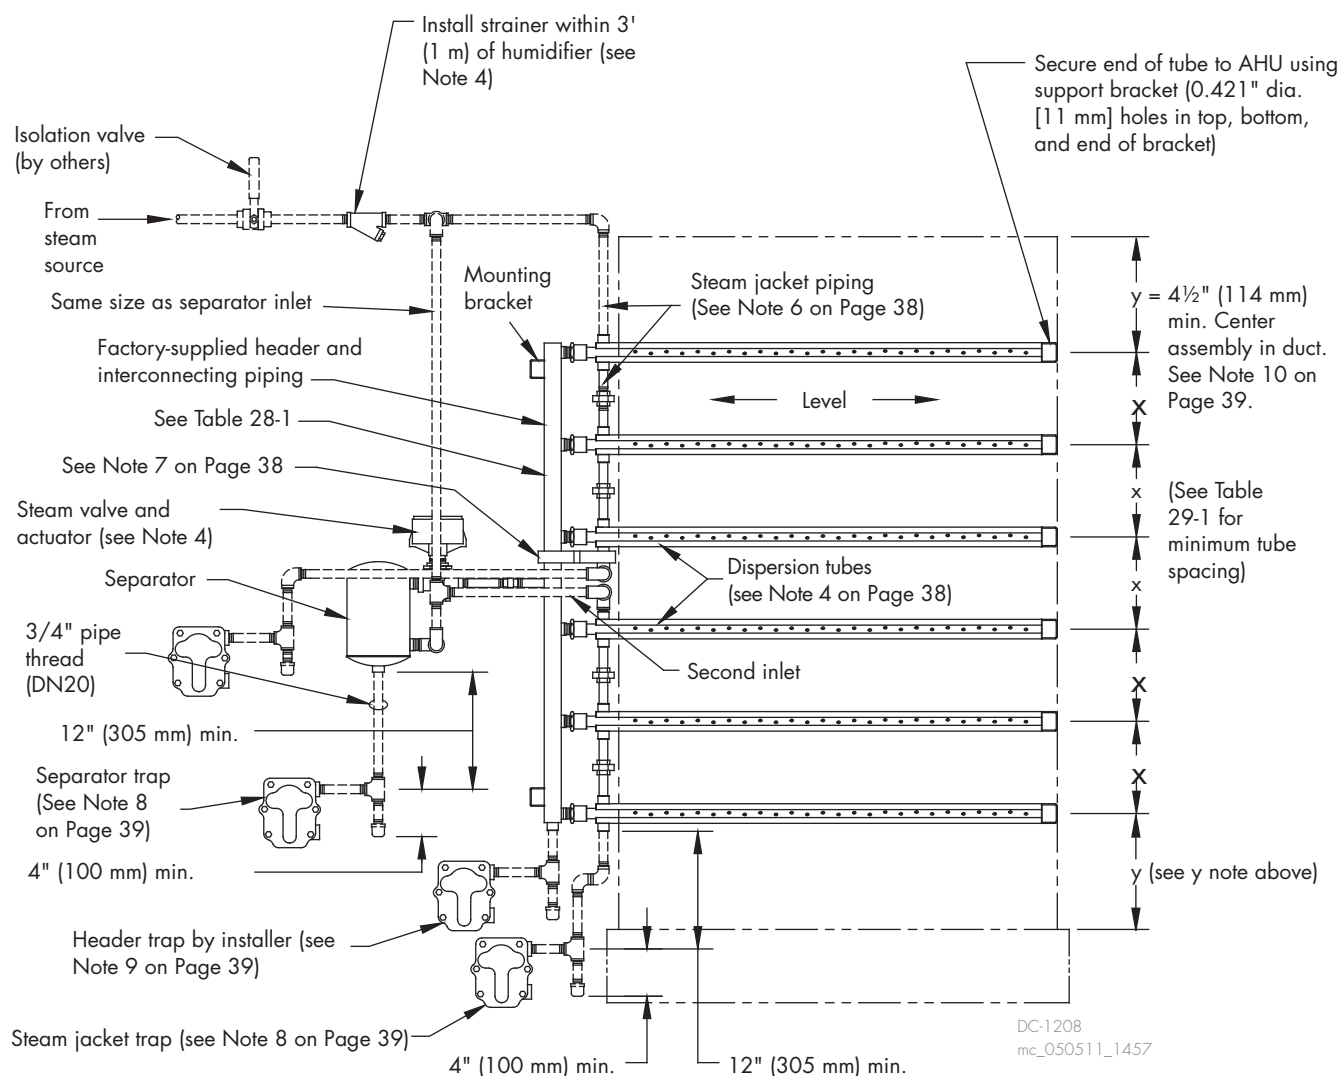 Install strainer within 3'
(1 m) of humidifier (see
Note 4)
Secure end of tube to AHU using
support bracket (0.421" dia.
[11 mm] holes in top, bottom,
and end of bracket)
Isolation valve
(by others)
From
steam
source
Same size as separator inlet
Mounting
bracket
Steam jacket piping
(See Note 6 on Page 38)
y = 4½" (114 mm)
min. Center
assembly in duct.
See Note 10 on
Page 39.
Factory-supplied header and
interconnecting piping
Level
x
See Table 28-1
See Note 7 on Page 38
x
(See Table
29-1 for
minimum tube
spacing)
Steam valve and
actuator (see Note 4)
Separator
Dispersion tubes
(see Note 4 on Page 38)
x
3/4" pipe
thread
(DN20)
Second inlet
x
12" (305 mm) min.
Separator trap
(See Note 8
on Page 39)
x
4" (100 mm) min.
y (see y note above)
Header trap by installer (see
Note 9 on Page 39)
Steam jacket trap (see Note 8 on Page 39)
4" (100 mm) min.
12" (305 mm) min.
DC-1208
mc_050511_1457